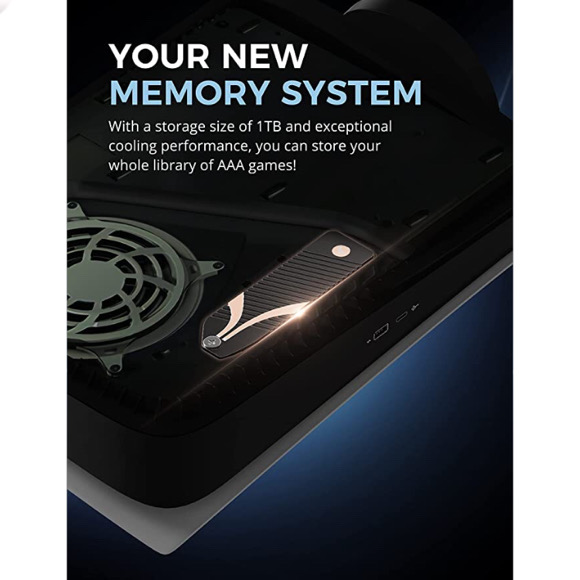 YOUR NEW
MEMORY SYSTEM
With a storage size of 1TB and exceptional
cooling performance, you can store your
whole library of AAA games!